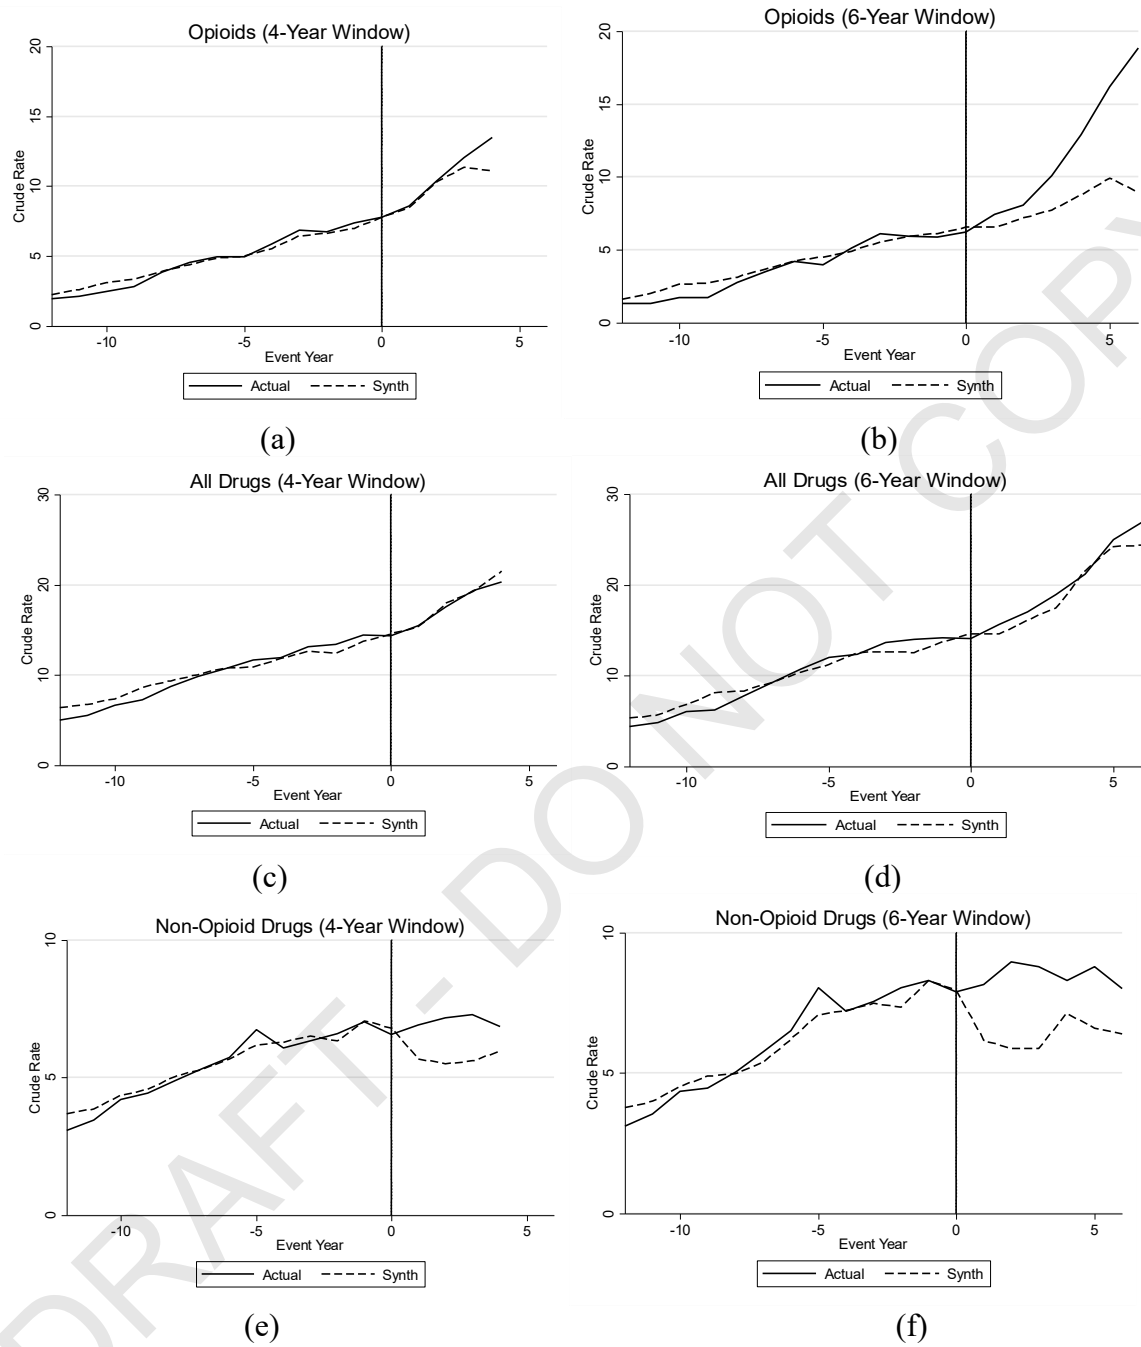 Opioids (4-Year Window)
Crude Rate
0
5
10
15
20
-10
-5
0
5
Event Year
Actual
Synth
(a)
Opioids (6-Year Window)
Crude Rate
0
5
10
15
20
-10
-5
0
5
Event Year
Actual
Synth
(b)
All Drugs (4-Year Window)
Crude Rate
0
10
20
30
-10
-5
0
5
Event Year
Actual
Synth
(c)
All Drugs (6-Year Window)
Crude Rate
0
10
20
30
-10
-5
0
5
Event Year
Actual
Synth
(d)
Non-Opioid Drugs (4-Year Window)
Crude Rate
0
5
10
-10
-5
0
5
Event Year
Actual
Synth
(e)
Non-Opioid Drugs (6-Year Window)
Crude Rate
0
5
10
-10
-5
0
5
Event Year
Actual
Synth
(f)
DRAFT - DO NOT COPY